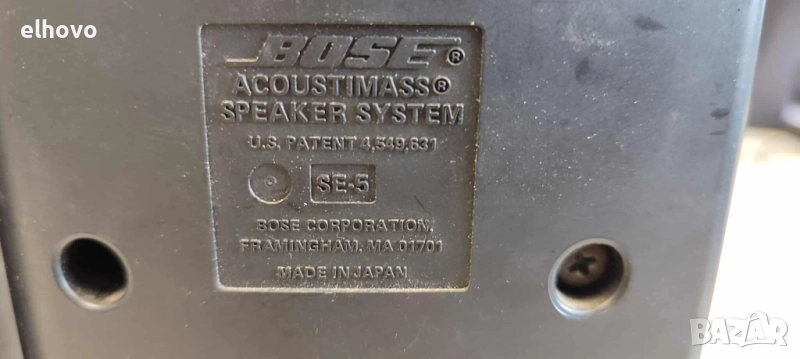 elhovo
BOSE®
ACOUSTIMASS®
SPEAKER SYSTEM
U.S. PATENT 4,549,631
SE-5
BOSE CORPORATION,
FRAMINGHAM, MA 01701
MADE IN JAPAN
BAZAR